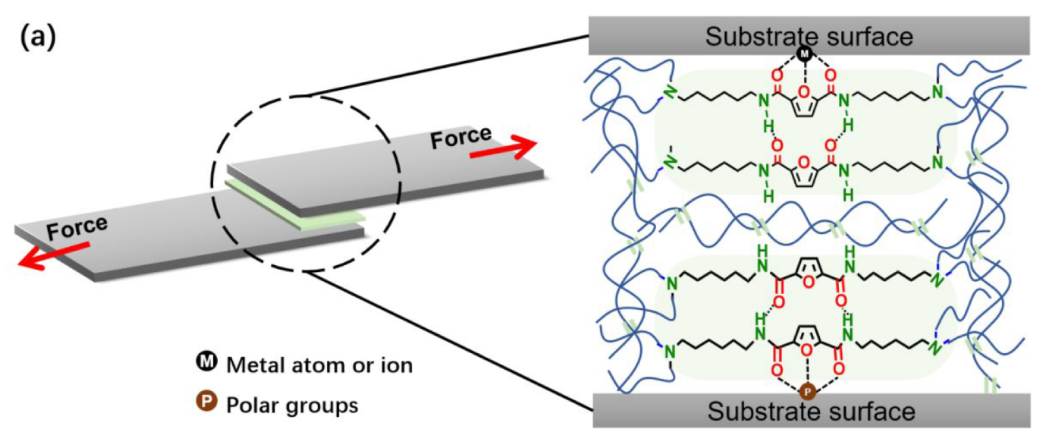 (a)
Force
Force
M Metal atom or ion
P Polar groups
Substrate surface
M
O O O
N N N N
H H
O O O
N N N N
H H
H H
N N N N
O O O
H H
N N N N
O O O
P
Substrate surface